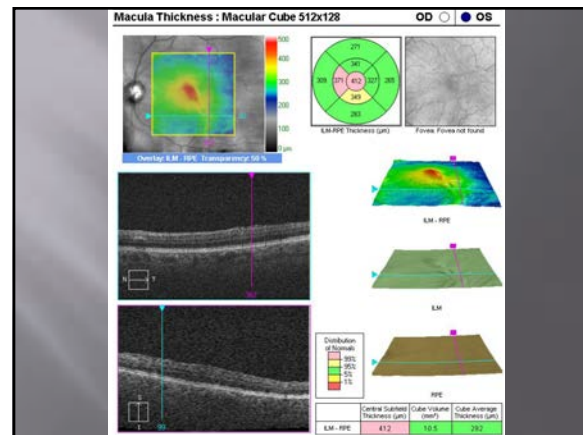 Macula Thickness : Macular Cube 512x128 OD OS
500
400
300
200
100
0 µm
Overlay: ILM - RPE Transparency: 50 %
271
341
309 371 412 327 285
349
263
ILM-RPE Thickness (µm)
Fovea: Fovea not found
ILM - RPE
N T
ILM
RPE
Distribution
of Normals
99%
95%
5%
1%
Central Subfield
Thickness (µm)
Cube Volume
(mm³)
Cube Average
Thickness (µm)
ILM - RPE 412 10.5 292